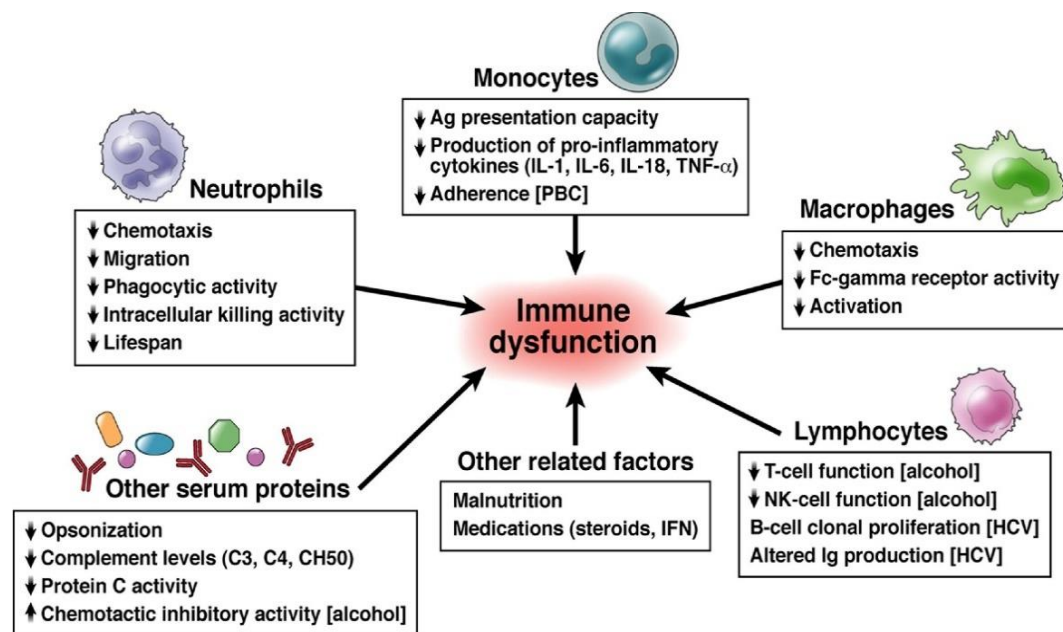 Monocytes
↓ Ag presentation capacity
↓ Production of pro-inflammatory
cytokines (IL-1, IL-6, IL-18, TNF-α)
↓ Adherence [PBC]
Neutrophils
↓ Chemotaxis
↓ Migration
↓ Phagocytic activity
↓ Intracellular killing activity
↓ Lifespan
Macrophages
↓ Chemotaxis
↓ Fc-gamma receptor activity
↓ Activation
Immune
dysfunction
Other serum proteins
↓ Opsonization
↓ Complement levels (C3, C4, CH50)
↓ Protein C activity
↑ Chemotactic inhibitory activity [alcohol]
Other related factors
Malnutrition
Medications (steroids, IFN)
Lymphocytes
↓ T-cell function [alcohol]
↓ NK-cell function [alcohol]
B-cell clonal proliferation [HCV]
Altered Ig production [HCV]